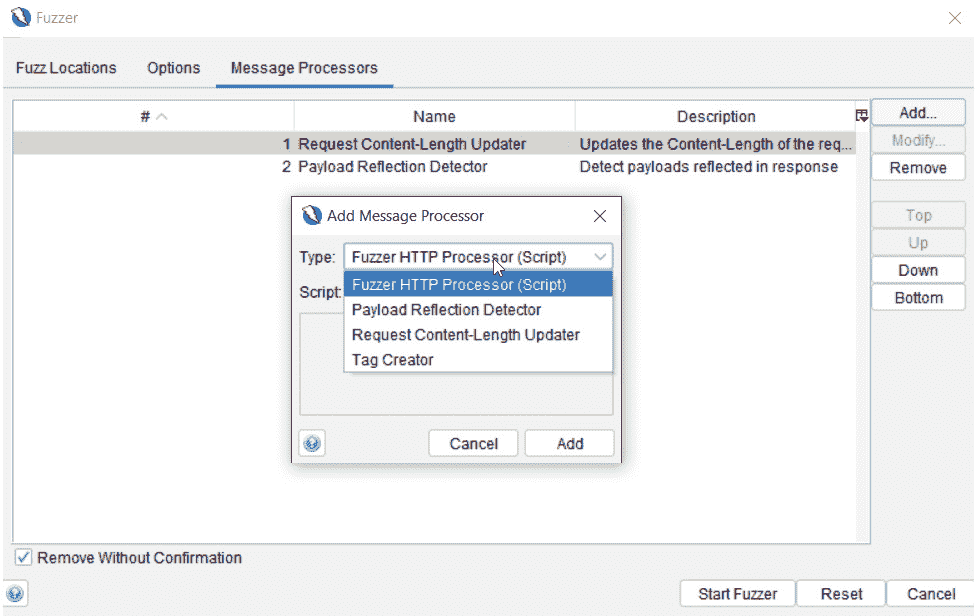 Fuzzer
Fuzz Locations Options Message Processors
# Name Description
Add...
1 Request Content-Length Updater Updates the Content-Length of the req...
Modify...
2 Payload Reflection Detector Detect payloads reflected in response
Remove
Top
Up
Down
Bottom
Add Message Processor
Type: Fuzzer HTTP Processor (Script)
Fuzzer HTTP Processor (Script)
Script:
Payload Reflection Detector
Request Content-Length Updater
Tag Creator
Cancel Add
Remove Without Confirmation
Start Fuzzer Reset Cancel